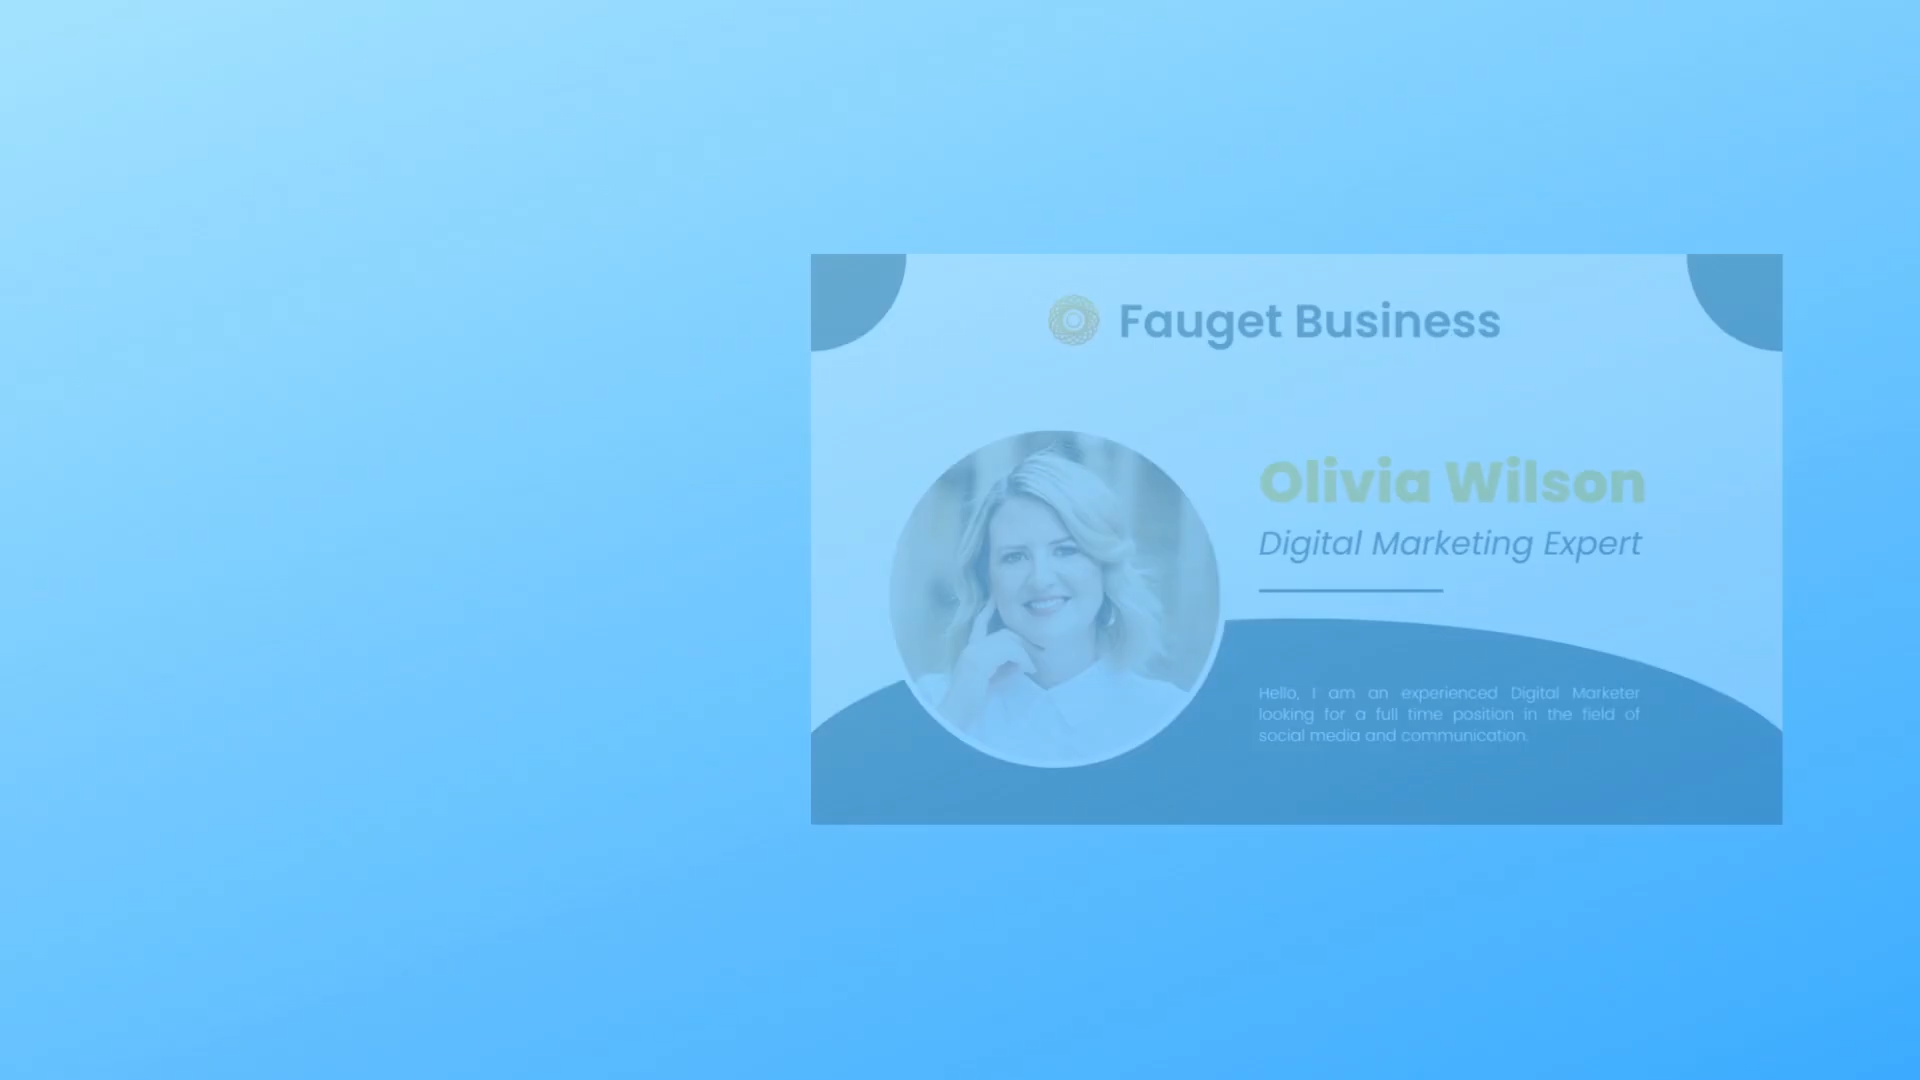 Fauget Business
Olivia Wilson
Digital Marketing Expert
Hello, I am an experienced Digital Marketer
looking for a full time position in the field of
social media and communication.